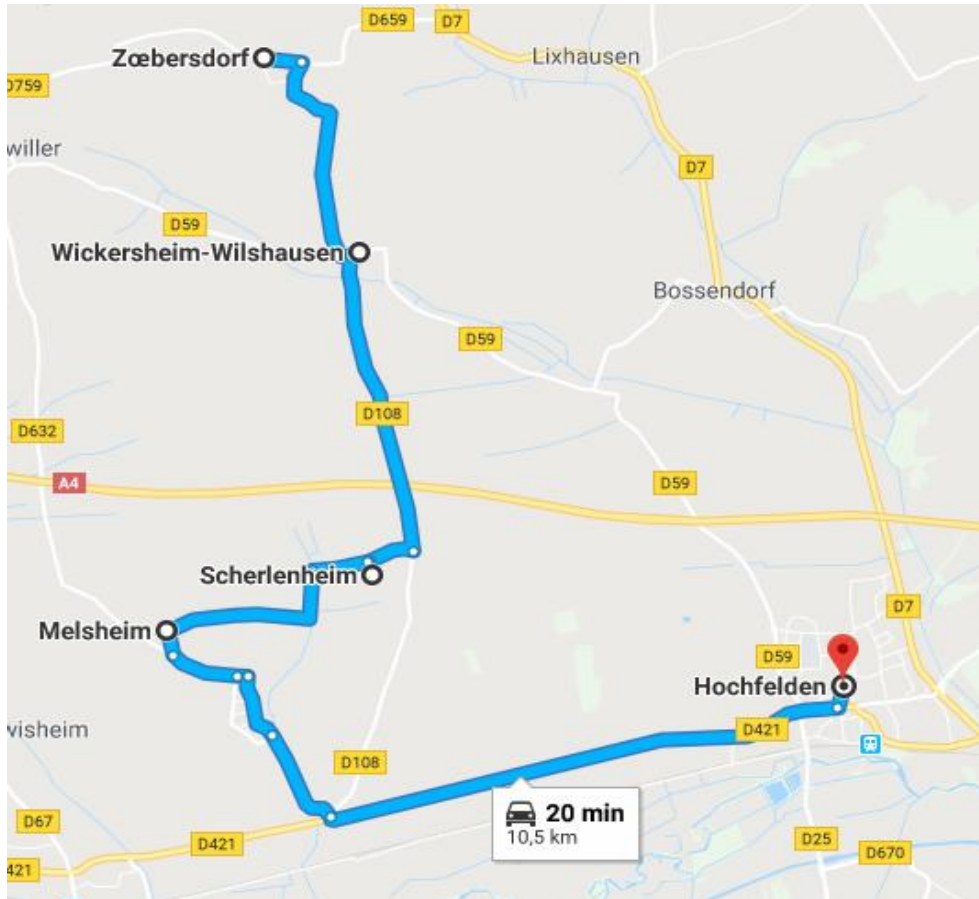 D659
D7
Zœbersdorf
Lixhausen
D759
willer
D7
D59
Wickersheim-Wilshausen
Bossendorf
D59
D108
D632
A4
D59
Scherlenheim
D7
Melsheim
D59
Hochfelden
wisheim
D421
D108
20 min
10,5 km
D67
D421
D25
D670
421